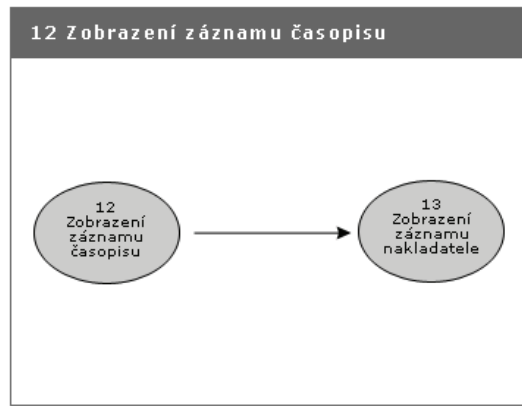 12 Zobrazení záznamu časopisu
12
Zobrazení
záznamu
časopisu
13
Zobrazení
záznamu
nakladatele